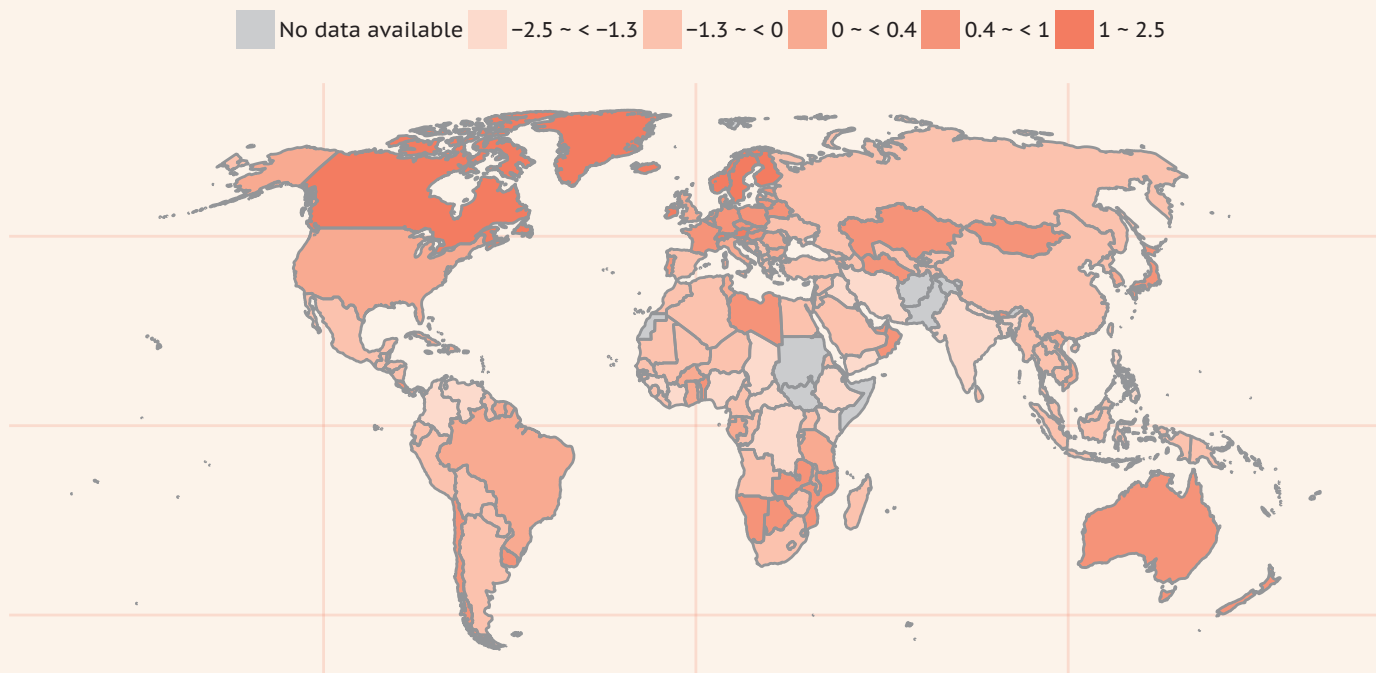 No data available −2.5 ~ < −1.3 −1.3 ~ < 0 0 ~ < 0.4 0.4 ~ < 1 1 ~ 2.5